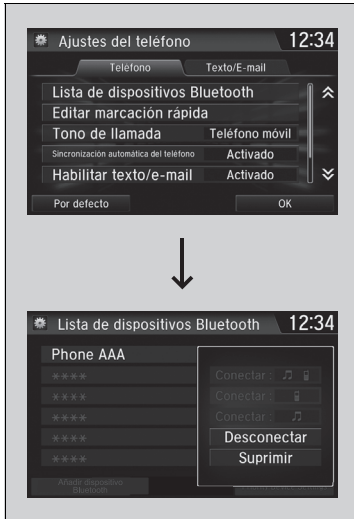 Ajustes del teléfono 12:34
Teléfono Texto/E-mail
Lista de dispositivos Bluetooth
Editar marcación rápida
Tono de llamada Teléfono móvil
Sincronización automática del teléfono Activado
Habilitar texto/e-mail Activado
Por defecto OK
Lista de dispositivos Bluetooth 12:34
Phone AAA
**** Conectar:
**** Conectar:
**** Conectar:
**** Desconectar
**** Suprimir
Añadir dispositivo
Bluetooth